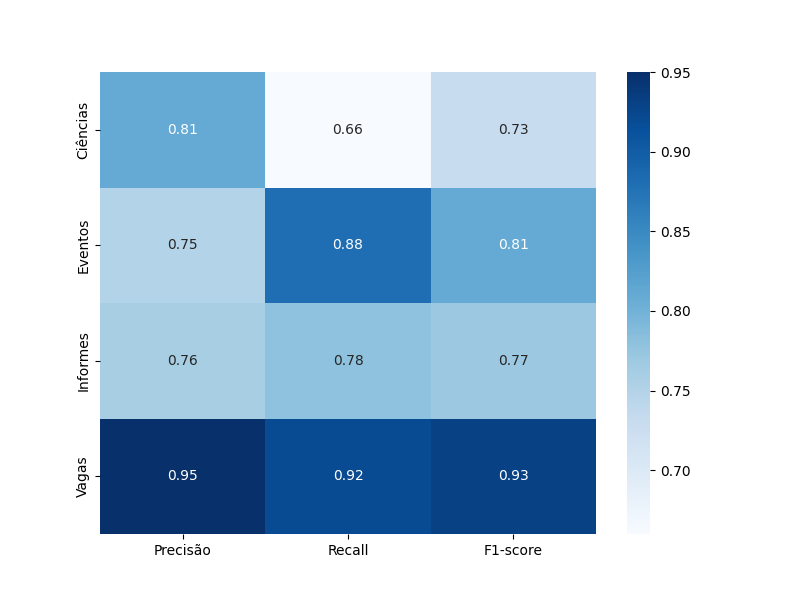 Ciências 0.81 0.66 0.73
Eventos 0.75 0.88 0.81
Informes 0.76 0.78 0.77
Vagas 0.95 0.92 0.93
Precisão Recall F1-score
0.95
0.90
0.85
0.80
0.75
0.70